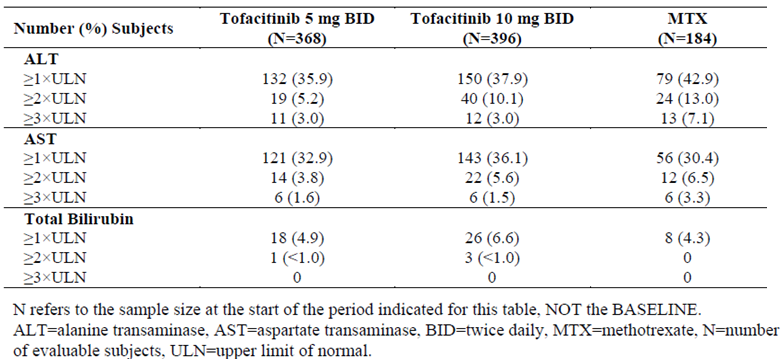 Number (%) Subjects Tofacitinib 5 mg BID (N=368) Tofacitinib 10 mg BID (N=396) MTX (N=184)
ALT
≥1×ULN 132 (35.9) 150 (37.9) 79 (42.9)
≥2×ULN 19 (5.2) 40 (10.1) 24 (13.0)
≥3×ULN 11 (3.0) 12 (3.0) 13 (7.1)
AST
≥1×ULN 121 (32.9) 143 (36.1) 56 (30.4)
≥2×ULN 14 (3.8) 22 (5.6) 12 (6.5)
≥3×ULN 6 (1.6) 6 (1.5) 6 (3.3)
Total Bilirubin
≥1×ULN 18 (4.9) 26 (6.6) 8 (4.3)
≥2×ULN 1 (<1.0) 3 (<1.0) 0
≥3×ULN 0 0 0
N refers to the sample size at the start of the period indicated for this table, NOT the BASELINE.
ALT=alanine transaminase, AST=aspartate transaminase, BID=twice daily, MTX=methotrexate, N=number
of evaluable subjects, ULN=upper limit of normal.